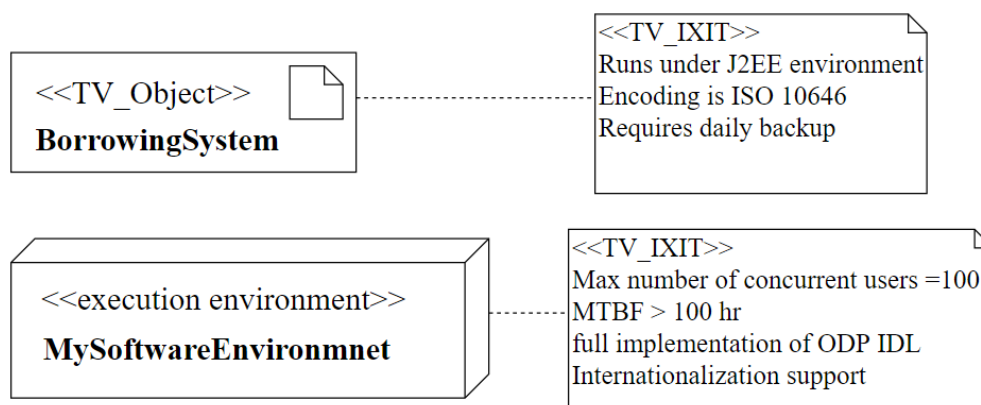 <<TV_Object>>
BorrowingSystem
<<TV_IXIT>>
Runs under J2EE environment
Encoding is ISO 10646
Requires daily backup
<<execution environment>>
MySoftwareEnvironmnet
<<TV_IXIT>>
Max number of concurrent users =100
MTBF > 100 hr
full implementation of ODP IDL
Internationalization support